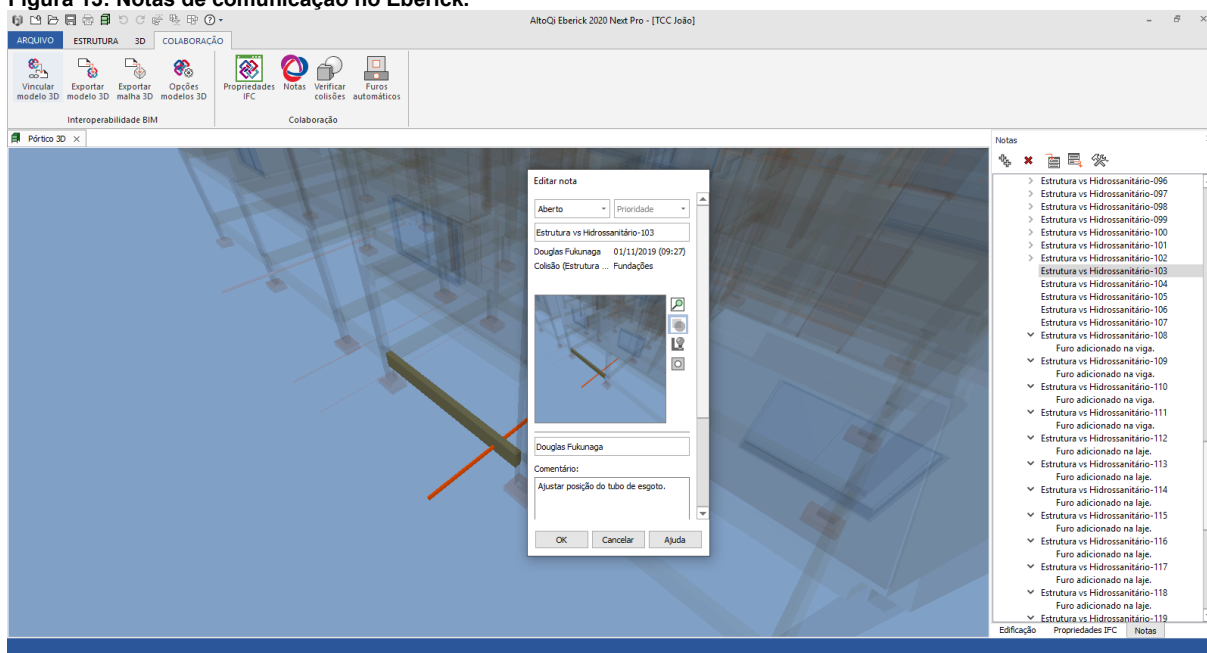 Figura 13: Notas de comunicação no Eberick.
AltoQi Eberick 2020 Next Pro - [TCC João]
ARQUIVO ESTRUTURA 3D COLABORAÇÃO
Vincular modelo 3D
Exportar modelo 3D
Exportar malha 3D
Opções modelos 3D
Propriedades IFC
Notas
Verificar colisões
Furos automáticos
Interoperabilidade BIM
Colaboração
Pórtico 3D
Editar nota
Aberto
Prioridade
Estrutura vs Hidrossanitário-103
Douglas Fukunaga 01/11/2019 (09:27)
Colisão (Estrutura ... Fundações
Douglas Fukunaga
Comentário:
Ajustar posição do tubo de esgoto.
OK Cancelar Ajuda
Notas
Estrutura vs Hidrossanitário-096
Estrutura vs Hidrossanitário-097
Estrutura vs Hidrossanitário-098
Estrutura vs Hidrossanitário-099
Estrutura vs Hidrossanitário-100
Estrutura vs Hidrossanitário-101
Estrutura vs Hidrossanitário-102
Estrutura vs Hidrossanitário-103
Estrutura vs Hidrossanitário-104
Estrutura vs Hidrossanitário-105
Estrutura vs Hidrossanitário-106
Estrutura vs Hidrossanitário-107
Estrutura vs Hidrossanitário-108
Furo adicionado na viga.
Estrutura vs Hidrossanitário-109
Furo adicionado na viga.
Estrutura vs Hidrossanitário-110
Furo adicionado na viga.
Estrutura vs Hidrossanitário-111
Furo adicionado na viga.
Estrutura vs Hidrossanitário-112
Furo adicionado na laje.
Estrutura vs Hidrossanitário-113
Furo adicionado na laje.
Estrutura vs Hidrossanitário-114
Furo adicionado na laje.
Estrutura vs Hidrossanitário-115
Furo adicionado na laje.
Estrutura vs Hidrossanitário-116
Furo adicionado na laje.
Estrutura vs Hidrossanitário-117
Furo adicionado na laje.
Estrutura vs Hidrossanitário-118
Furo adicionado na laje.
Estrutura vs Hidrossanitário-119
Edificação Propriedades IFC Notas